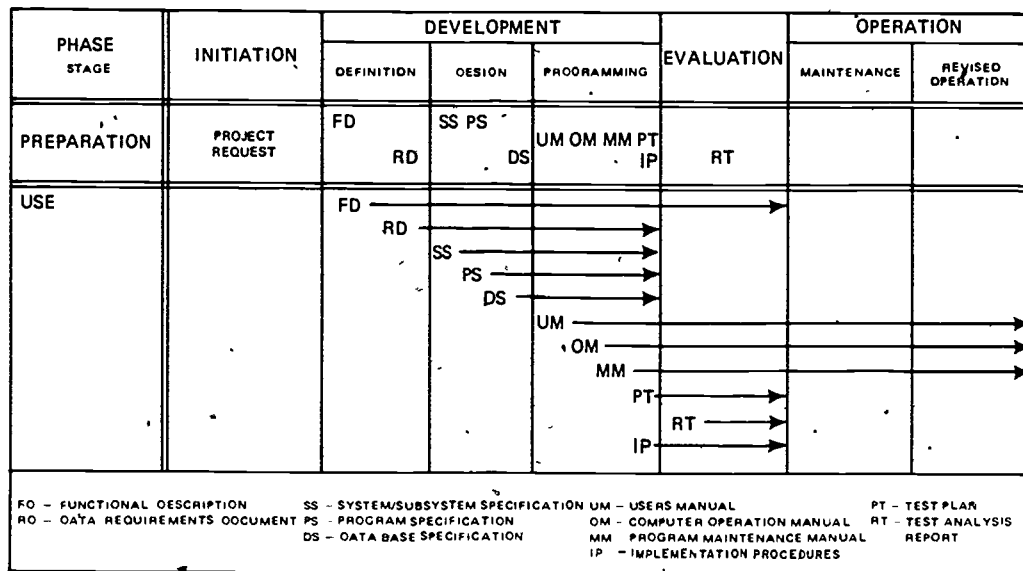 PHASE
STAGE
INITIATION
DEVELOPMENT
DEFINITION
OESION
PROGRAMMING
EVALUATION
OPERATION
MAINTENANCE
REVISED
OPERATION
PREPARATION
PROJECT
REQUEST
FD
RD
SS PS
DS
UM OM MM PT
IP
RT
USE
FD
RD
SS
PS
DS
UM
OM
MM
PT
RT
IP
FO - FUNCTIONAL OESCRIPTION
RO - OATA REQUIREMENTS OOCUMENT
SS - SYSTEM/SUBSYSTEM SPECIFICATION
PS - PROGRAM SPECIFICATION
DS - OATA BASE SPECIFICATION
UM - USERS MANUAL
OM - COMPUTER OPERATION MANUAL
MM PROGRAM MAINTENANCE MANUAL
IP - IMPLEMENTATION PROCEDURES
PT - TEST PLAN
RT - TEST ANALYSIS
REPORT